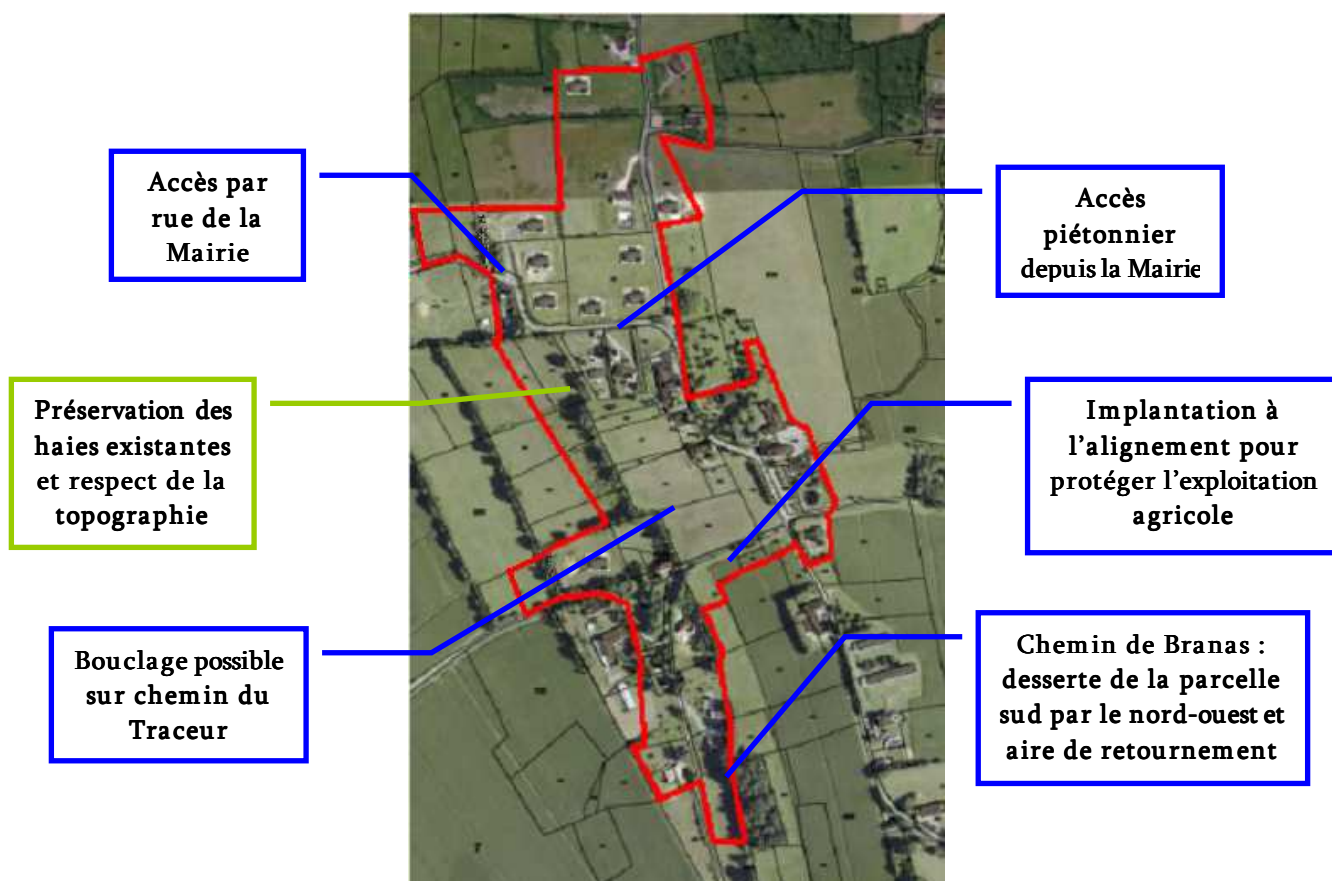 Accès par
rue de la
Mairie
Accès
piétonnier
depuis la Mairie
Préservation des
haies existantes
et respect de la
topographie
Implantation à
l'alignement pour
protéger l'exploitation
agricole
Bouclage possible
sur chemin du
Traceur
Chemin de Branas :
desserte de la parcelle
sud par le nord-ouest et
aire de retournement